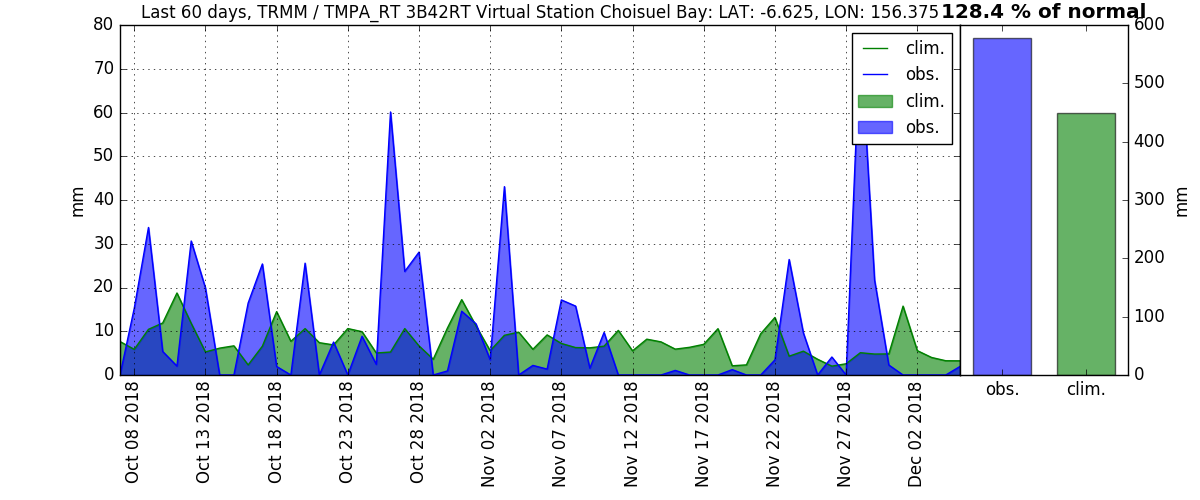 Last 60 days, TRMM / TMPA_RT 3B42RT Virtual Station Choisuel Bay: LAT: -6.625, LON: 156.375
128.4 % of normal
80
70
60
50
40
30
20
10
0
mm
clim.
obs.
clim.
obs.
600
500
400
300
200
100
0
mm
Oct 08 2018
Oct 13 2018
Oct 18 2018
Oct 23 2018
Oct 28 2018
Nov 02 2018
Nov 07 2018
Nov 12 2018
Nov 17 2018
Nov 22 2018
Nov 27 2018
Dec 02 2018
obs.
clim.